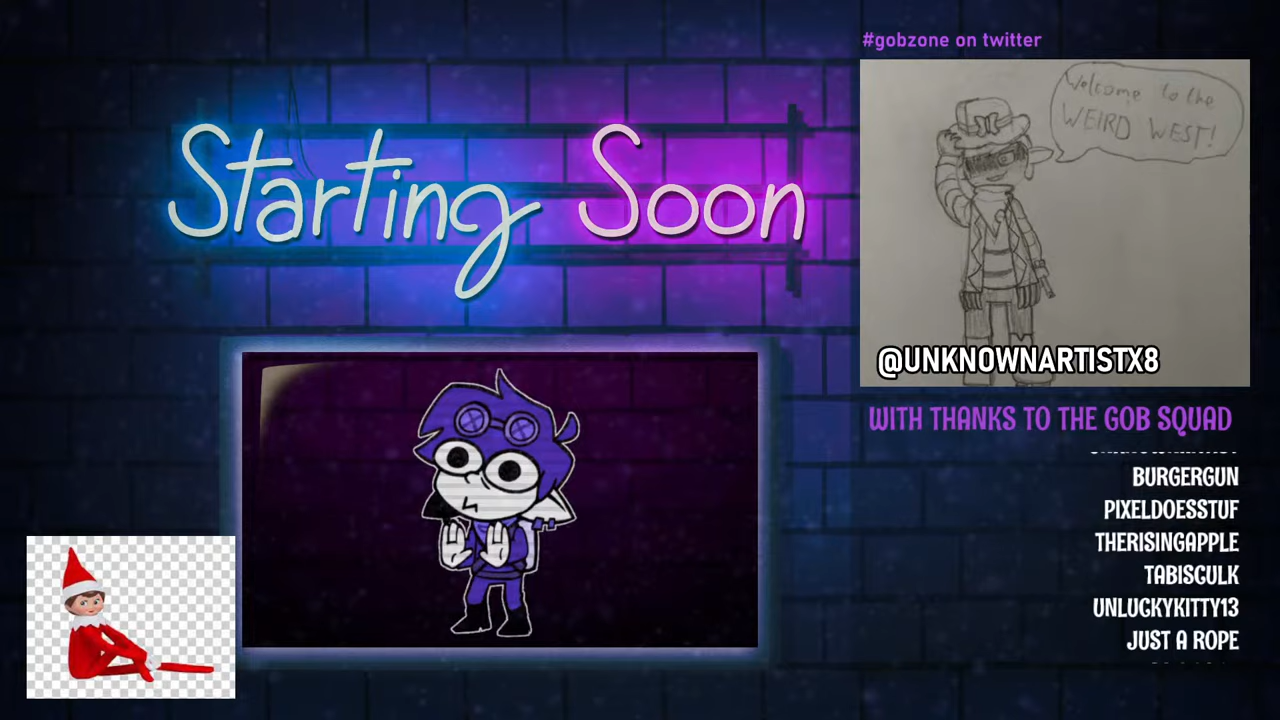 #gobzone on twitter
Starting Soon
Welcome to the
WEIRD WEST!
@UNKNOWNARTISTX8
WITH THANKS TO THE GOB SQUAD
BURGERGUN
PIXELDOESSTUF
THERISINGAPPLE
TABISCULK
UNLUCKYKITTY13
JUST A ROPE